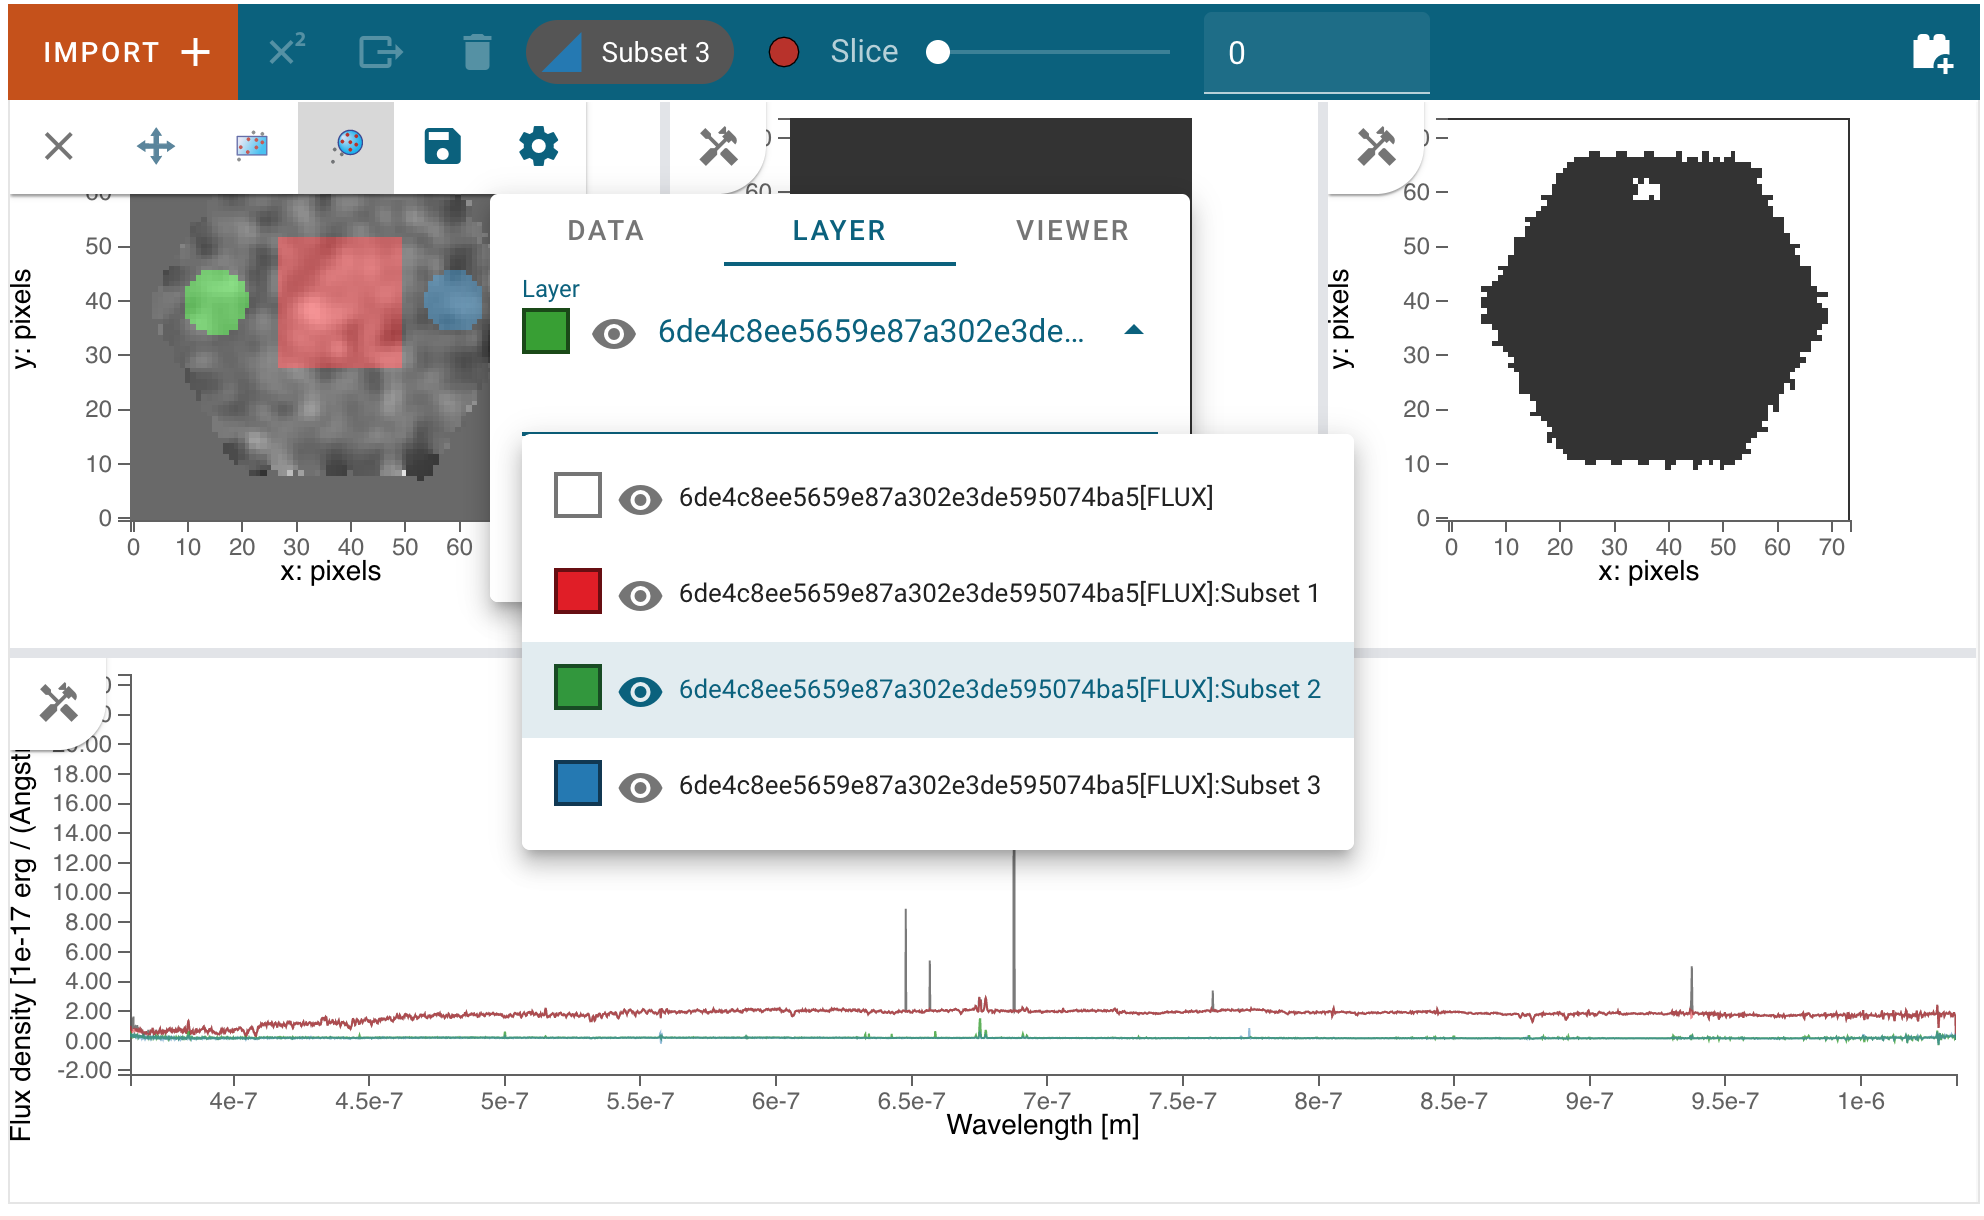 IMPORT +
X²
Subset 3
Slice
0
DATA
LAYER
VIEWER
Layer
6de4c8ee5659e87a302e3de...
6de4c8ee5659e87a302e3de595074ba5[FLUX]
6de4c8ee5659e87a302e3de595074ba5[FLUX]:Subset 1
6de4c8ee5659e87a302e3de595074ba5[FLUX]:Subset 2
6de4c8ee5659e87a302e3de595074ba5[FLUX]:Subset 3
y: pixels
50
40
30
20
10
0
0 10 20 30 40 50 60
x: pixels
60
y: pixels
60
50
40
30
20
10
0
0 10 20 30 40 50 60 70
x: pixels
Flux density [1e-17 erg / (Angst
18.00
16.00
14.00
12.00
10.00
8.00
6.00
4.00
2.00
0.00
-2.00
4e-7 4.5e-7 5e-7 5.5e-7 6e-7 6.5e-7 7e-7 7.5e-7 8e-7 8.5e-7 9e-7 9.5e-7 1e-6
Wavelength [m]